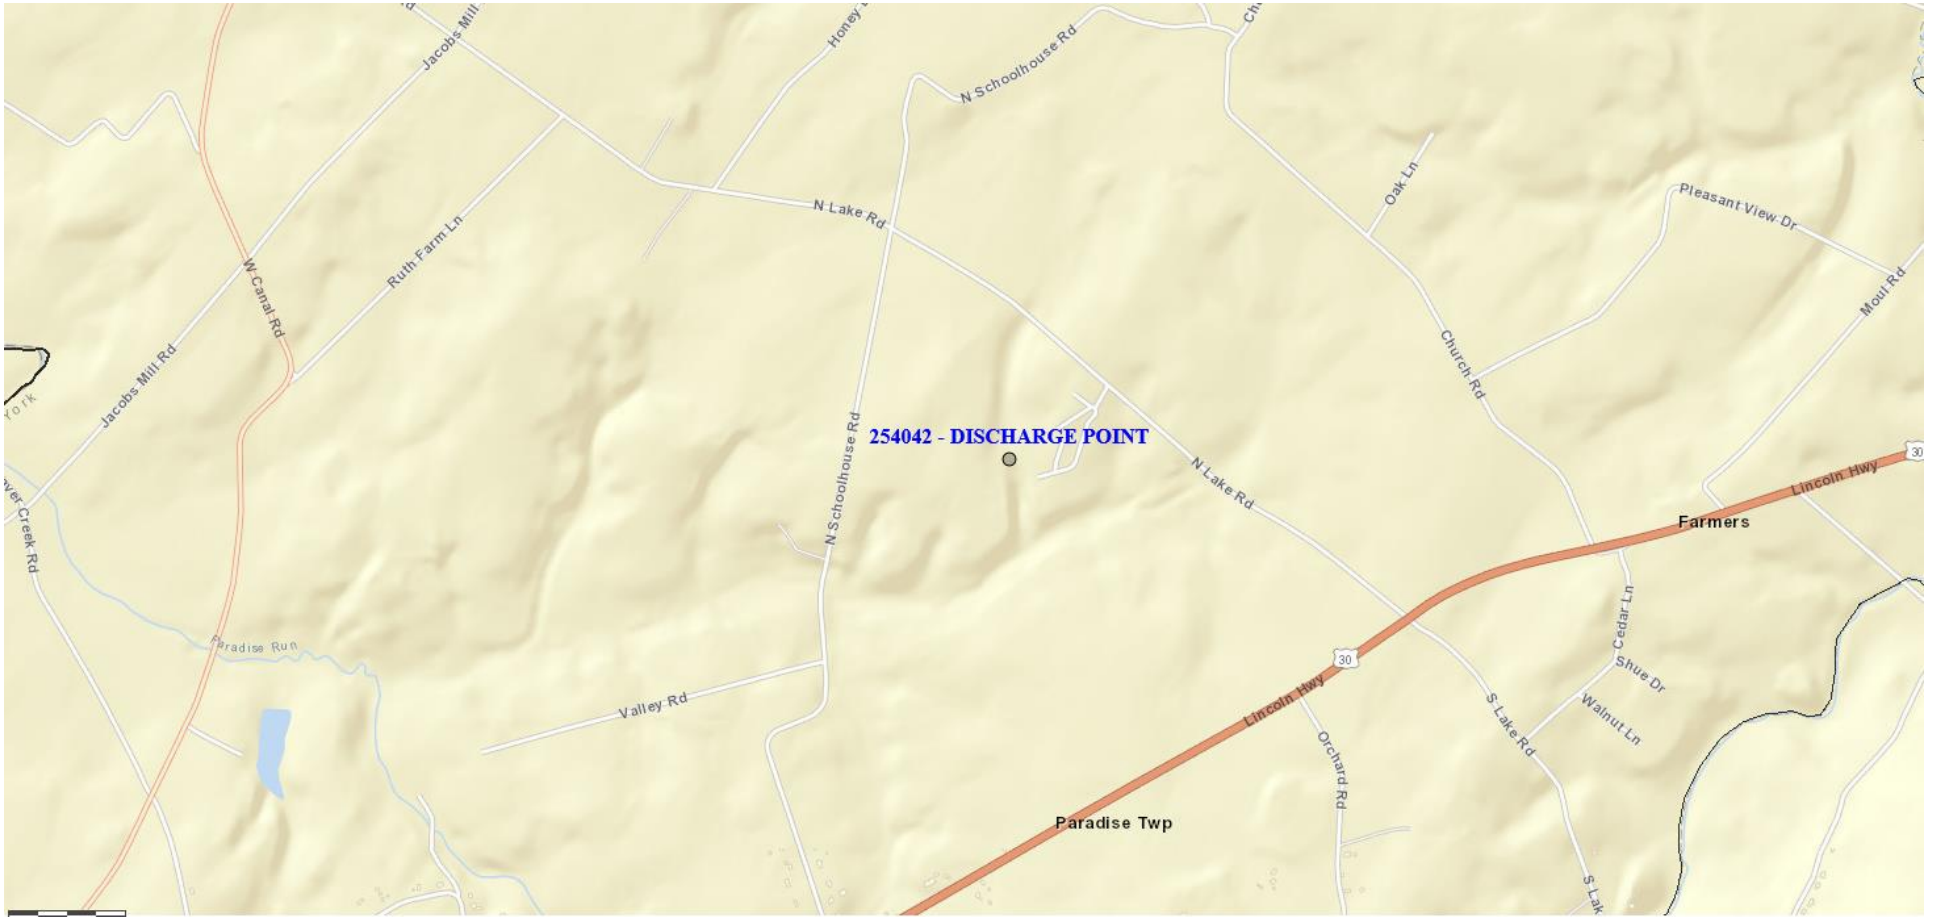 Jacobs Mill
Honey
N Schoolhouse Rd
Oak Ln
Pleasant View Dr
N Lake Rd
Ruth Farm Ln
W Canal Rd
Moul Rd
Jacobs Mill Rd
Church Rd
York
N Schoolhouse Rd
254042 - DISCHARGE POINT
30
Lincoln Hwy
N Lake Rd
Farmers
Creek Rd
Cedar Ln
Paradise Run
30
Shue Dr
Lincoln Hwy
Valley Rd
S Lake Rd
Walnut Ln
Orchard Rd
Paradise Twp
S Lak